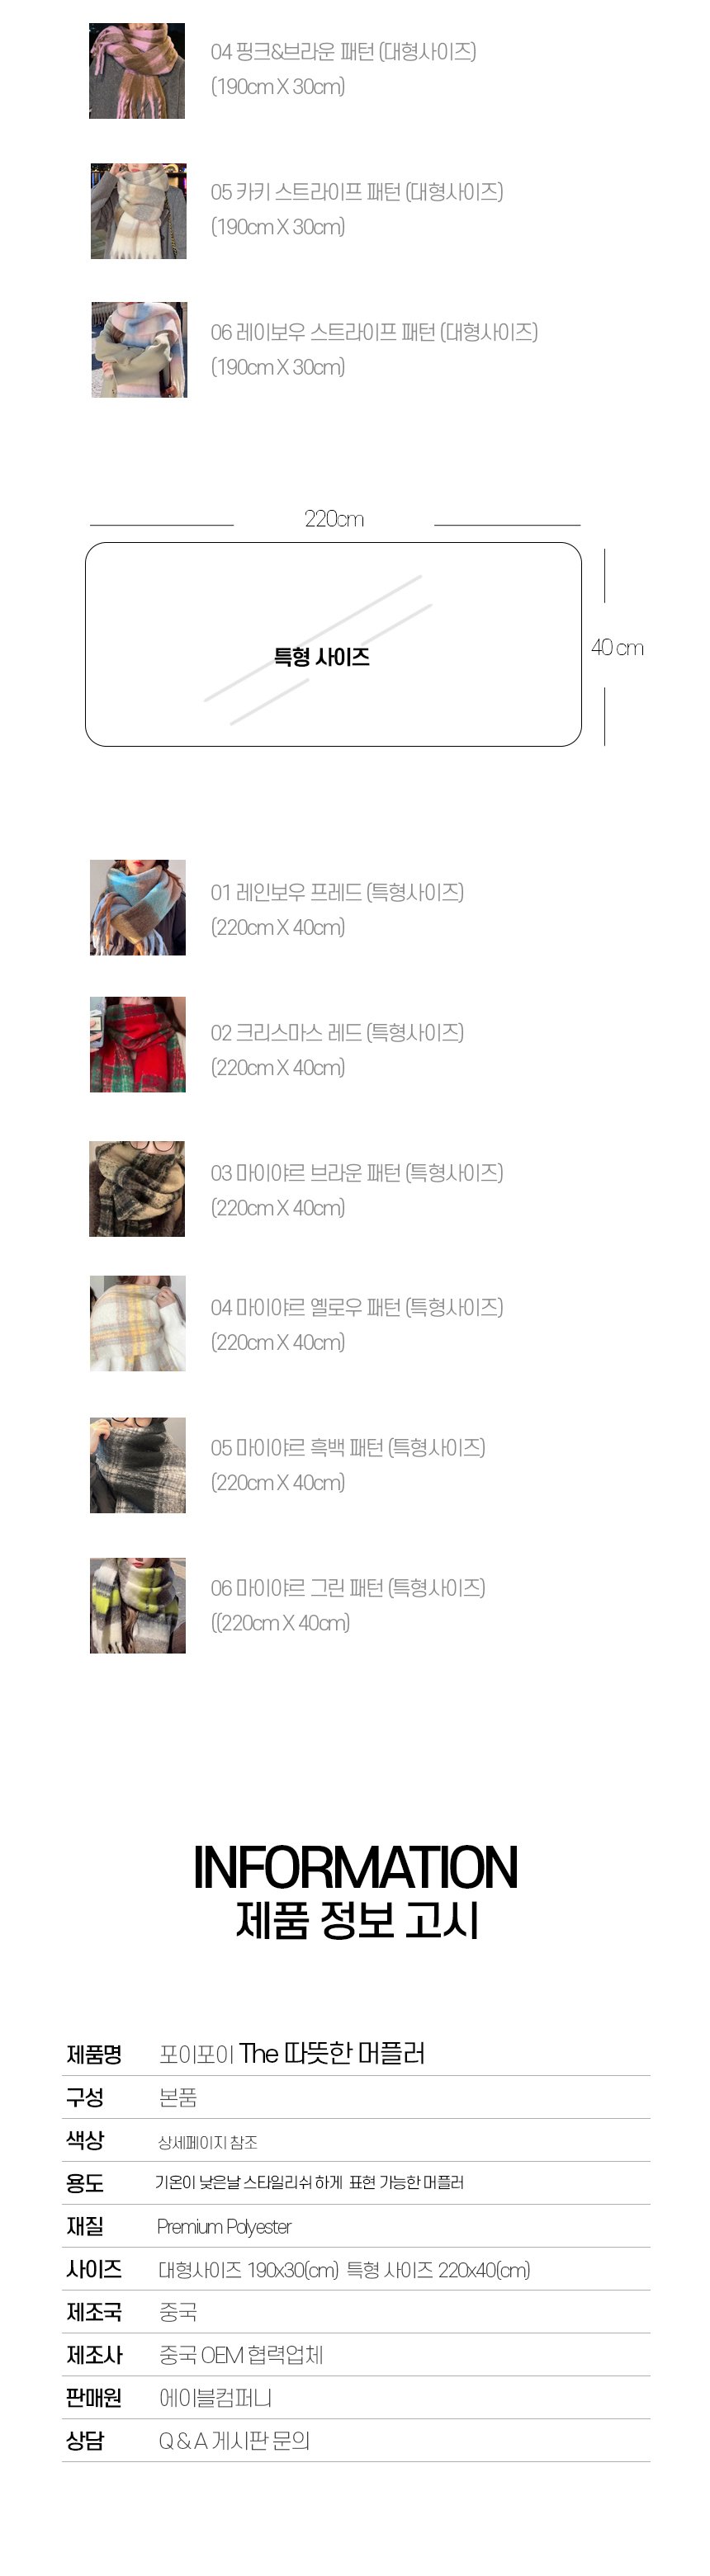 04 핑크&브라운 패턴 (대형사이즈)
(190cm X 30cm)
05 카키 스트라이프 패턴 (대형사이즈)
(190cm X 30cm)
06 레이보우 스트라이프 패턴 (대형사이즈)
(190cm X 30cm)
220cm
특형 사이즈
40 cm
01 레인보우 프레드 (특형사이즈)
(220cm X 40cm)
02 크리스마스 레드 (특형사이즈)
(220cm X 40cm)
03 마이야르 브라운 패턴 (특형사이즈)
(220cm X 40cm)
04 마이야르 옐로우 패턴 (특형사이즈)
(220cm X 40cm)
05 마이야르 흑백 패턴 (특형사이즈)
(220cm X 40cm)
06 마이야르 그린 패턴 (특형사이즈)
((220cm X 40cm)
INFORMATION
제품 정보 고시
제품명 포이포이 The 따뜻한 머플러
구성 본품
색상 상세페이지 참조
용도 기온이 낮은날 스타일리쉬 하게 표현 가능한 머플러
재질 Premium Polyester
사이즈 대형사이즈 190x30(cm) 특형 사이즈 220x40(cm)
제조국 중국
제조사 중국 OEM 협력업체
판매원 에이블컴퍼니
상담 Q & A 게시판 문의